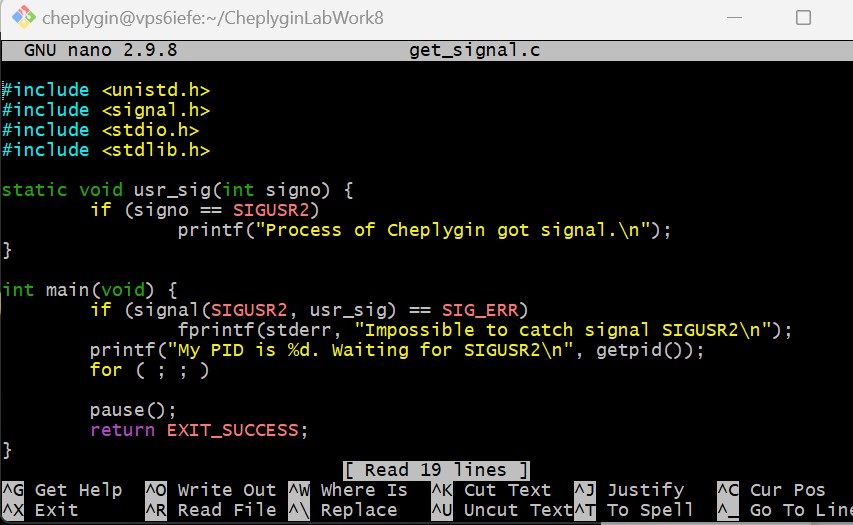 cheplygin@vps6iefe:~/CheplyginLabWork8
GNU nano 2.9.8 get_signal.c
#include <unistd.h>
#include <signal.h>
#include <stdio.h>
#include <stdlib.h>
static void usr_sig(int signo) {
if (signo == SIGUSR2)
printf("Process of Cheplygin got signal.\n");
}
int main(void) {
if (signal(SIGUSR2, usr_sig) == SIG_ERR)
fprintf(stderr, "Impossible to catch signal SIGUSR2\n");
printf("My PID is %d. Waiting for SIGUSR2\n", getpid());
for ( ; ; )
pause();
return EXIT_SUCCESS;
}
[ Read 19 lines ]
^G Get Help ^O Write Out ^W Where Is ^K Cut Text ^J Justify ^C Cur Pos
^X Exit ^R Read File ^\ Replace ^U Uncut Text ^T To Spell ^_ Go To Line